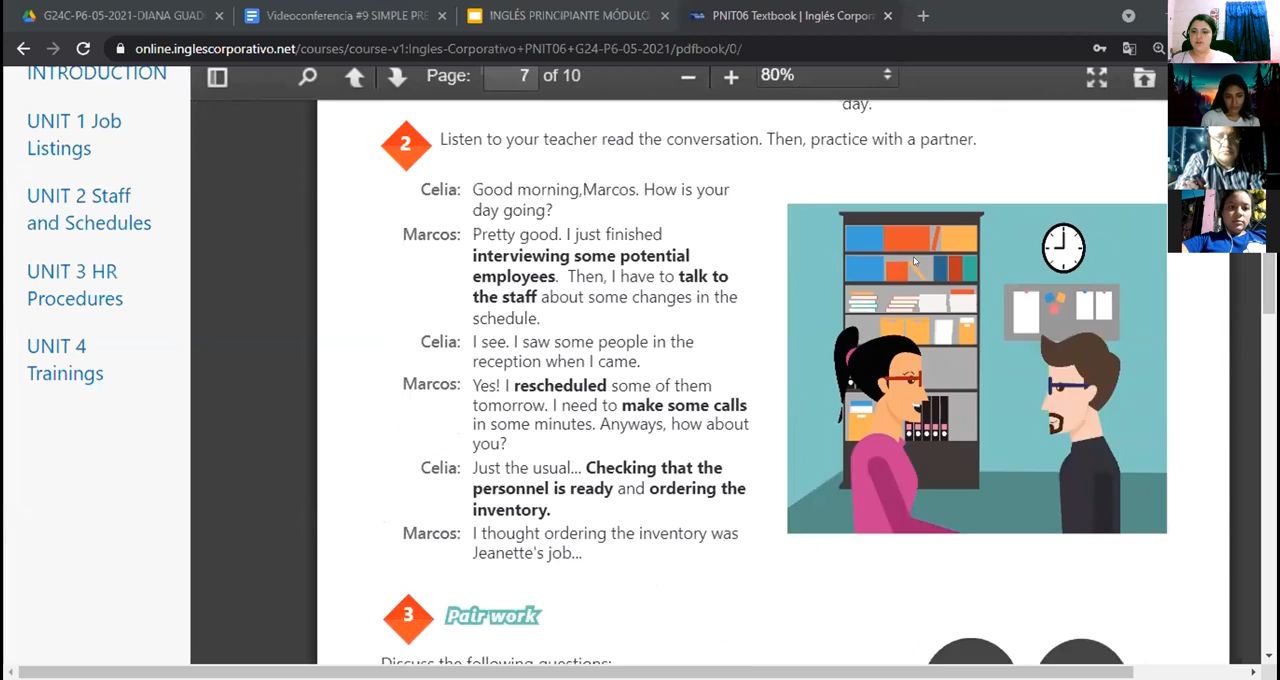 G24C-P6-05-2021-DIANA GUAD
Videoconferencia #9 SIMPLE PRE
INGLÉS PRINCIPIANTE MÓDULO
PNIT06 Textbook | Inglés Corpor
online.inglescorporativo.net/courses/course-v1:Ingles-Corporativo+PNIT06+G24-P6-05-2021/pdfbook/0/
Page: 7 of 10
80%
INTRODUCTION
UNIT 1 Job
Listings
UNIT 2 Staff
and Schedules
UNIT 3 HR
Procedures
UNIT 4
Trainings
day.
2 Listen to your teacher read the conversation. Then, practice with a partner.
Celia: Good morning,Marcos. How is your
day going?
Marcos: Pretty good. I just finished
interviewing some potential
employees. Then, I have to talk to
the staff about some changes in the
schedule.
Celia: I see. I saw some people in the
reception when I came.
Marcos: Yes! I rescheduled some of them
tomorrow. I need to make some calls
in some minutes. Anyways, how about
you?
Celia: Just the usual... Checking that the
personnel is ready and ordering the
inventory.
Marcos: I thought ordering the inventory was
Jeanette's job...
3 Pair work
Discuss the following questions: